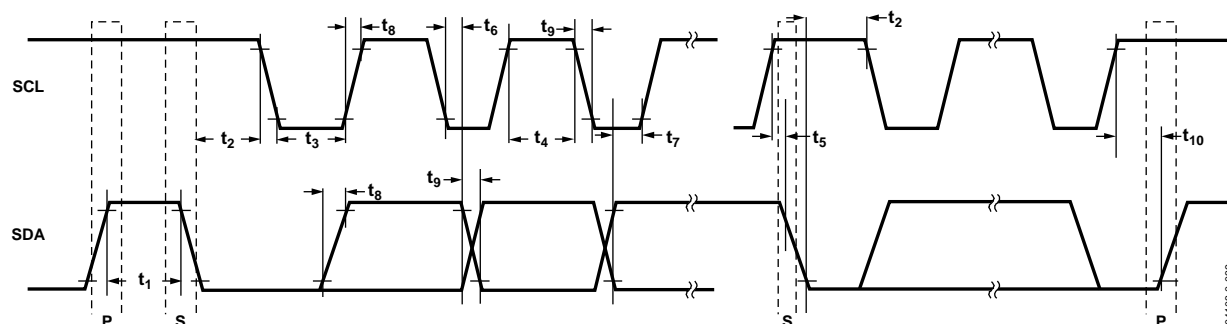 t8 t6 t9 t2
SCL
t2 t3 t4 t7 t5 t10
t9 t8
SDA
t1
P S S P